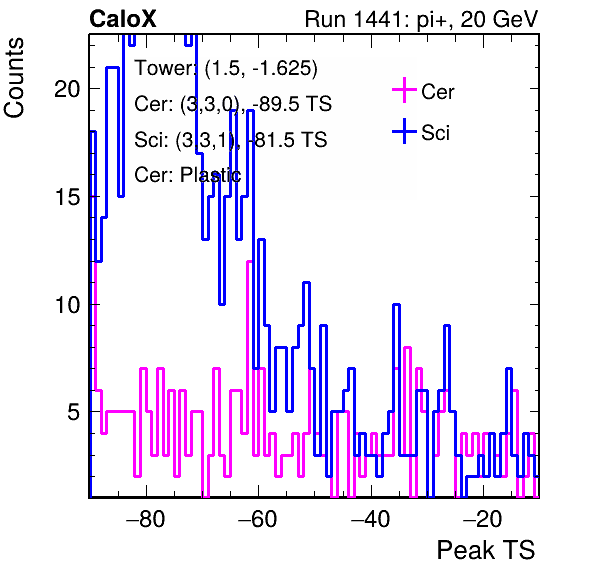 CaloX
Run 1441: pi+, 20 GeV
Counts
Tower: (1.5, -1.625)
Cer: (3,3,0), -89.5 TS
Sci: (3,3,1), -81.5 TS
Cer: Plastic
Cer
Sci
20
15
10
5
−80
−60
−40
−20
Peak TS